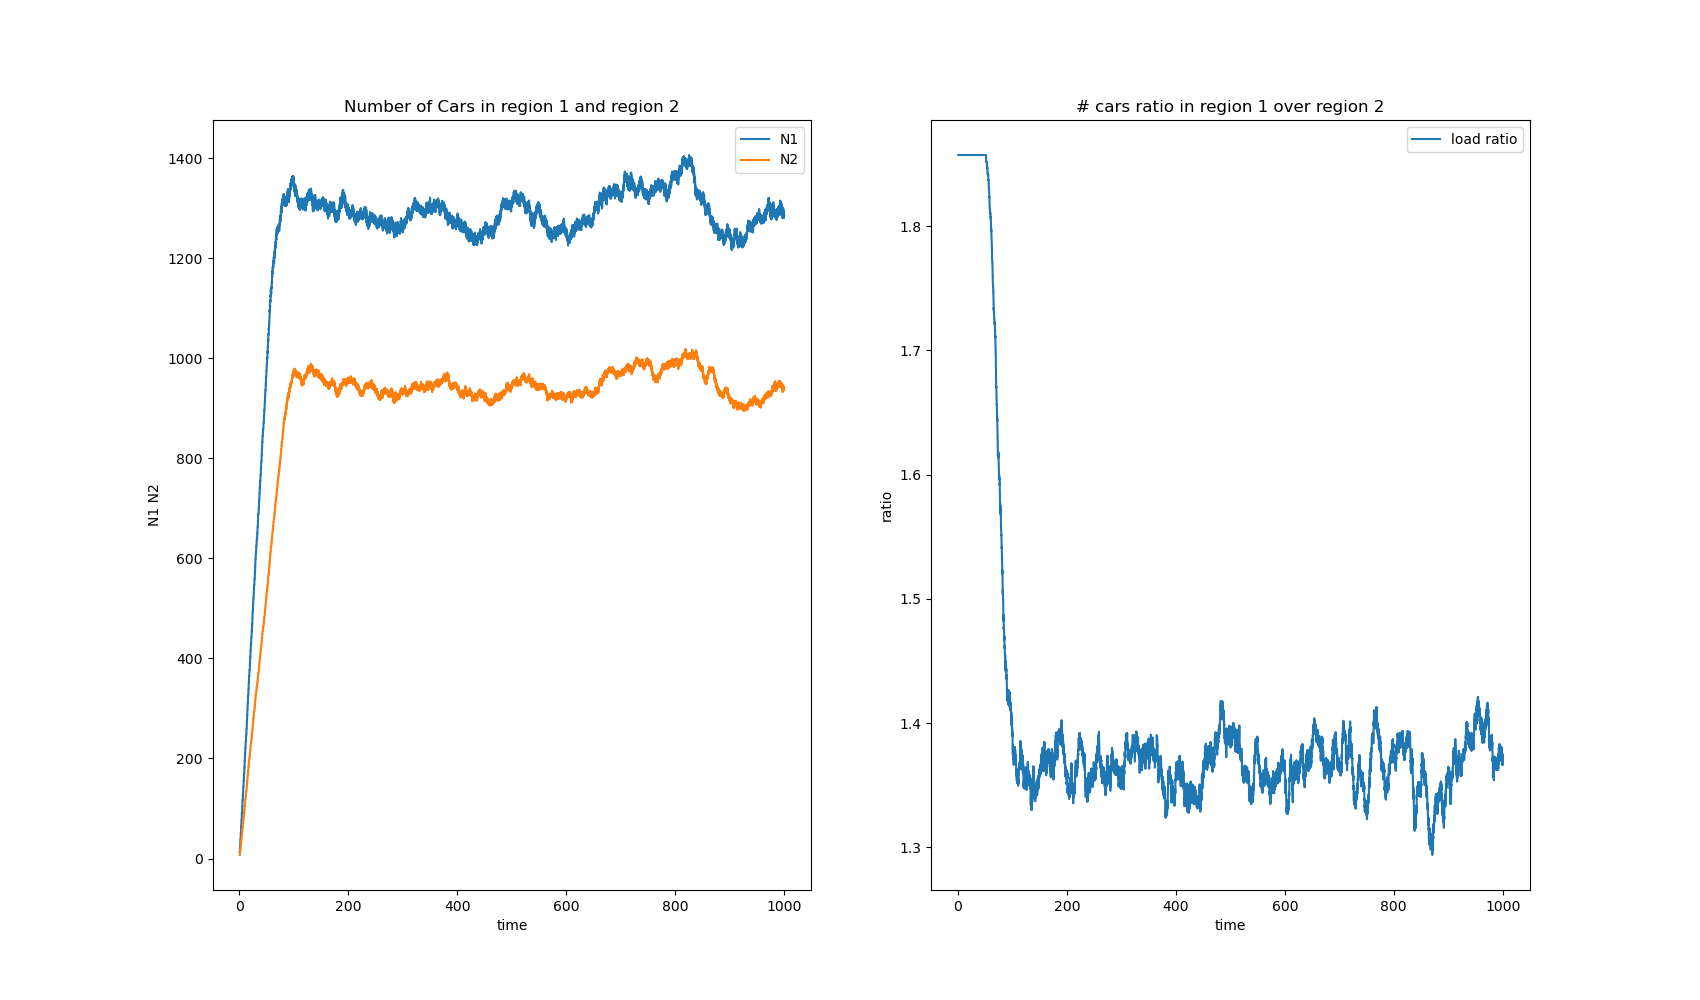 Number of Cars in region 1 and region 2
N1
N2
1400
1200
1000
800
600
400
200
0
N1 N2
0 200 400 600 800 1000
time
# cars ratio in region 1 over region 2
load ratio
1.8
1.7
1.6
1.5
1.4
1.3
ratio
0 200 400 600 800 1000
time